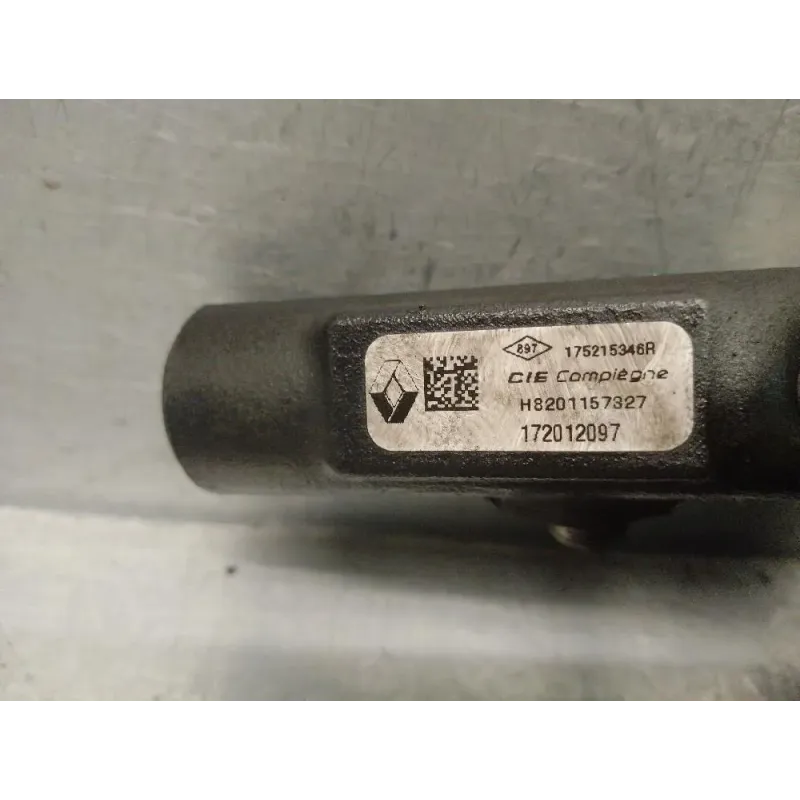 897 175215346R
CIE Compiègne
H8201157327
172012097